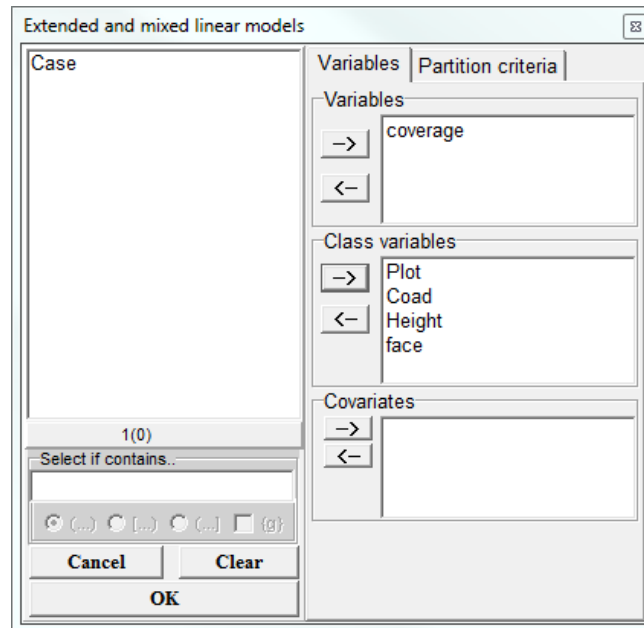 Extended and mixed linear models
Case
1(0)
Select if contains..
(...) [...) (...] {g}
Cancel Clear
OK
Variables Partition criteria
Variables
-->
coverage
<--
Class variables
-->
Plot
Coad
<--
Height
face
Covariates
-->
<--